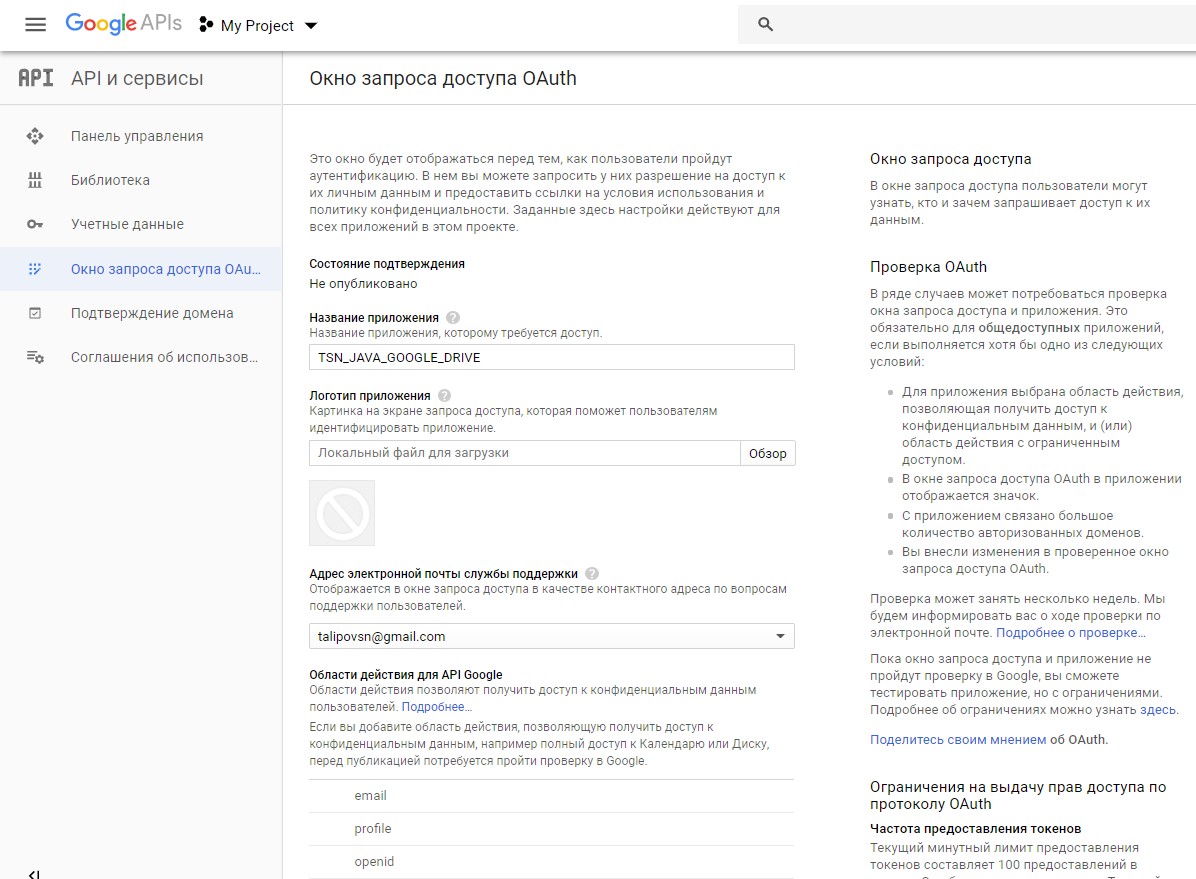 Google APIs
My Project
API API и сервисы
Панель управления
Библиотека
Учетные данные
Окно запроса доступа OAu...
Подтверждение домена
Соглашения об использов...
Окно запроса доступа OAuth
Это окно будет отображаться перед тем, как пользователи пройдут
аутентификацию. В нем вы можете запросить у них разрешение на доступ к
их личным данным и предоставить ссылки на условия использования и
политику конфиденциальности. Заданные здесь настройки действуют для
всех приложений в этом проекте.
Состояние подтверждения
Не опубликовано
Название приложения ?
Название приложения, которому требуется доступ.
TSN_JAVA_GOOGLE_DRIVE
Логотип приложения ?
Картинка на экране запроса доступа, которая поможет пользователям
идентифицировать приложение.
Локальный файл для загрузки Обзор
Адрес электронной почты службы поддержки ?
Отображается в окне запроса доступа в качестве контактного адреса по вопросам
поддержки пользователей.
talipovsn@gmail.com
Области действия для API Google
Области действия позволяют получить доступ к конфиденциальным данным
пользователей. Подробнее...
Если вы добавите область действия, позволяющую получить доступ к
конфиденциальным данным, например полный доступ к Календарю или Диску,
перед публикацией потребуется пройти проверку в Google.
email
profile
openid
Окно запроса доступа
В окне запроса доступа пользователи могут
узнать, кто и зачем запрашивает доступ к их
данным.
Проверка OAuth
В ряде случаев может потребоваться проверка
окна запроса доступа и приложения. Это
обязательно для общедоступных приложений,
если выполняется хотя бы одно из следующих
условий:
Для приложения выбрана область действия,
позволяющая получить доступ к
конфиденциальным данным, и (или)
область действия с ограниченным
доступом.
В окне запроса доступа OAuth в приложении
отображается значок.
С приложением связано большое
количество авторизованных доменов.
Вы внесли изменения в проверенное окно
запроса доступа OAuth.
Проверка может занять несколько недель. Мы
будем информировать вас о ходе проверки по
электронной почте. Подробнее о проверке...
Пока окно запроса доступа и приложение не
пройдут проверку в Google, вы сможете
тестировать приложение, но с ограничениями.
Подробнее об ограничениях можно узнать здесь.
Поделитесь своим мнением об OAuth.
Ограничения на выдачу прав доступа по
протоколу OAuth
Частота предоставления токенов
Текущий минутный лимит предоставления
токенов составляет 100 предоставлений в